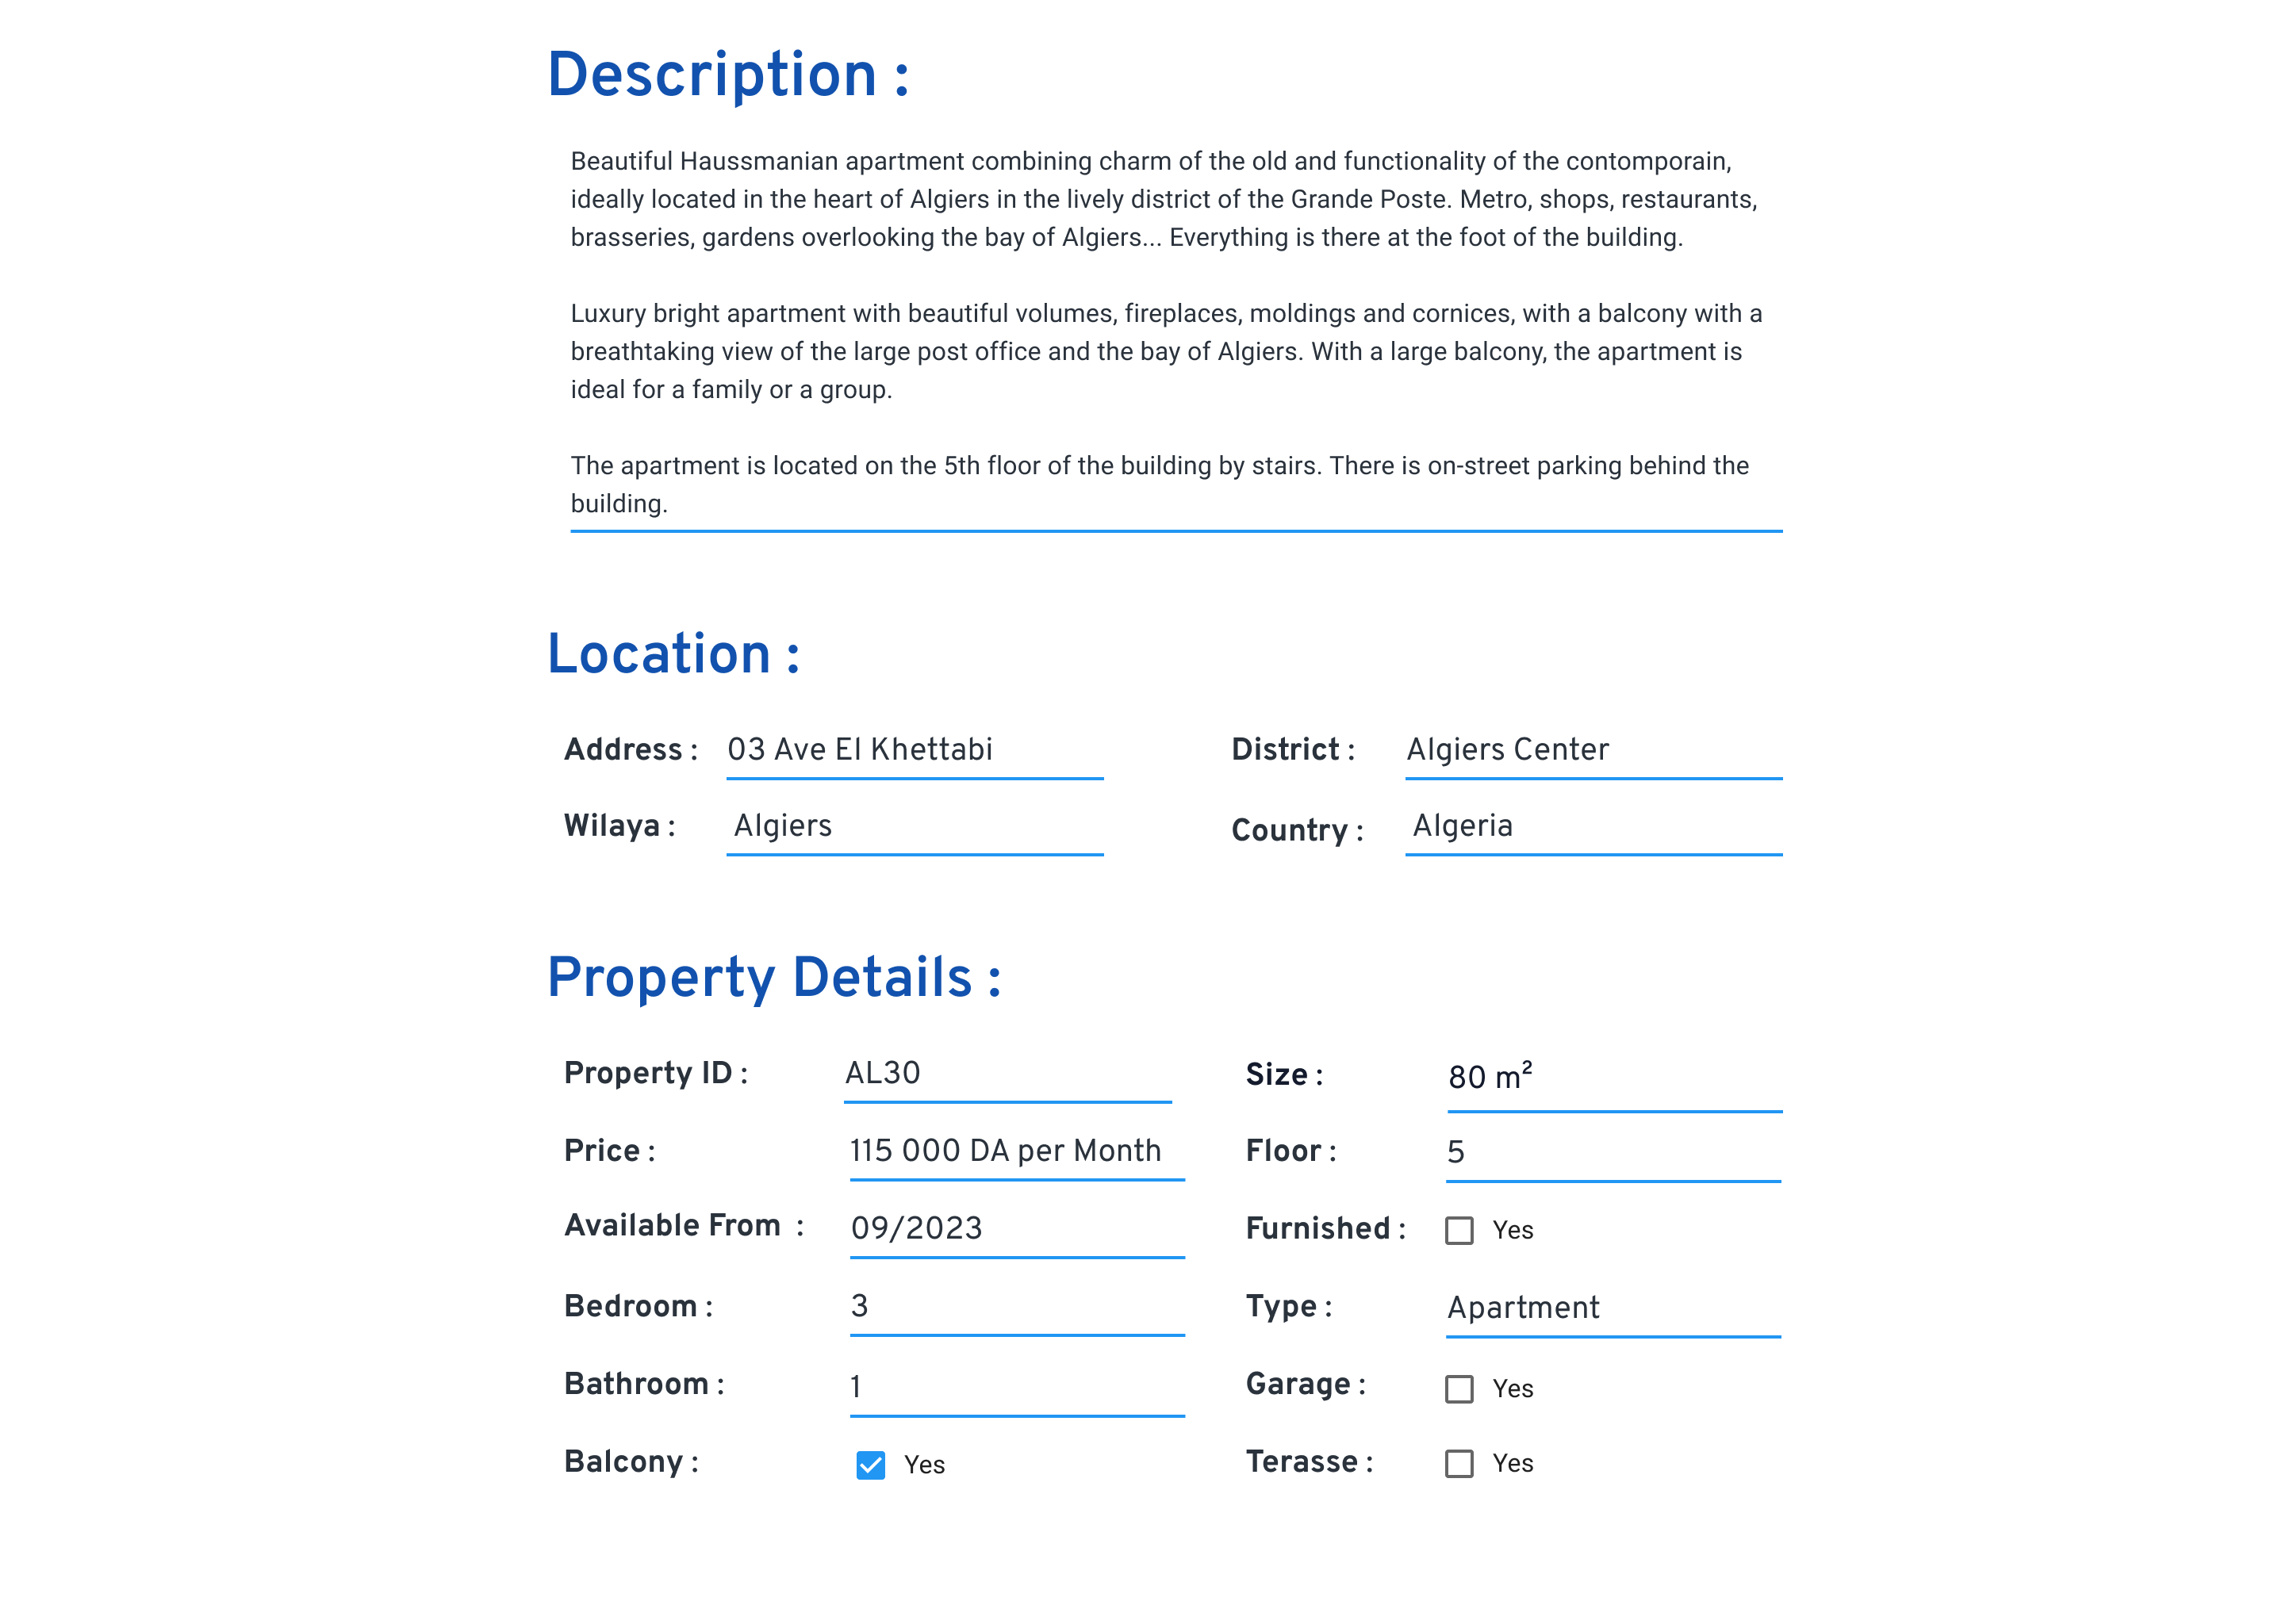 Description :
Beautiful Haussmanian apartment combining charm of the old and functionality of the contomporain,
ideally located in the heart of Algiers in the lively district of the Grande Poste. Metro, shops, restaurants,
brasseries, gardens overlooking the bay of Algiers... Everything is there at the foot of the building.
Luxury bright apartment with beautiful volumes, fireplaces, moldings and cornices, with a balcony with a
breathtaking view of the large post office and the bay of Algiers. With a large balcony, the apartment is
ideal for a family or a group.
The apartment is located on the 5th floor of the building by stairs. There is on-street parking behind the
building.
Location :
Address : 03 Ave El Khettabi District : Algiers Center
Wilaya : Algiers Country : Algeria
Property Details :
Property ID : AL30 Size : 80 m²
Price : 115 000 DA per Month Floor : 5
Available From : 09/2023 Furnished : Yes
Bedroom : 3 Type : Apartment
Bathroom : 1 Garage : Yes
Balcony : Yes Terasse : Yes